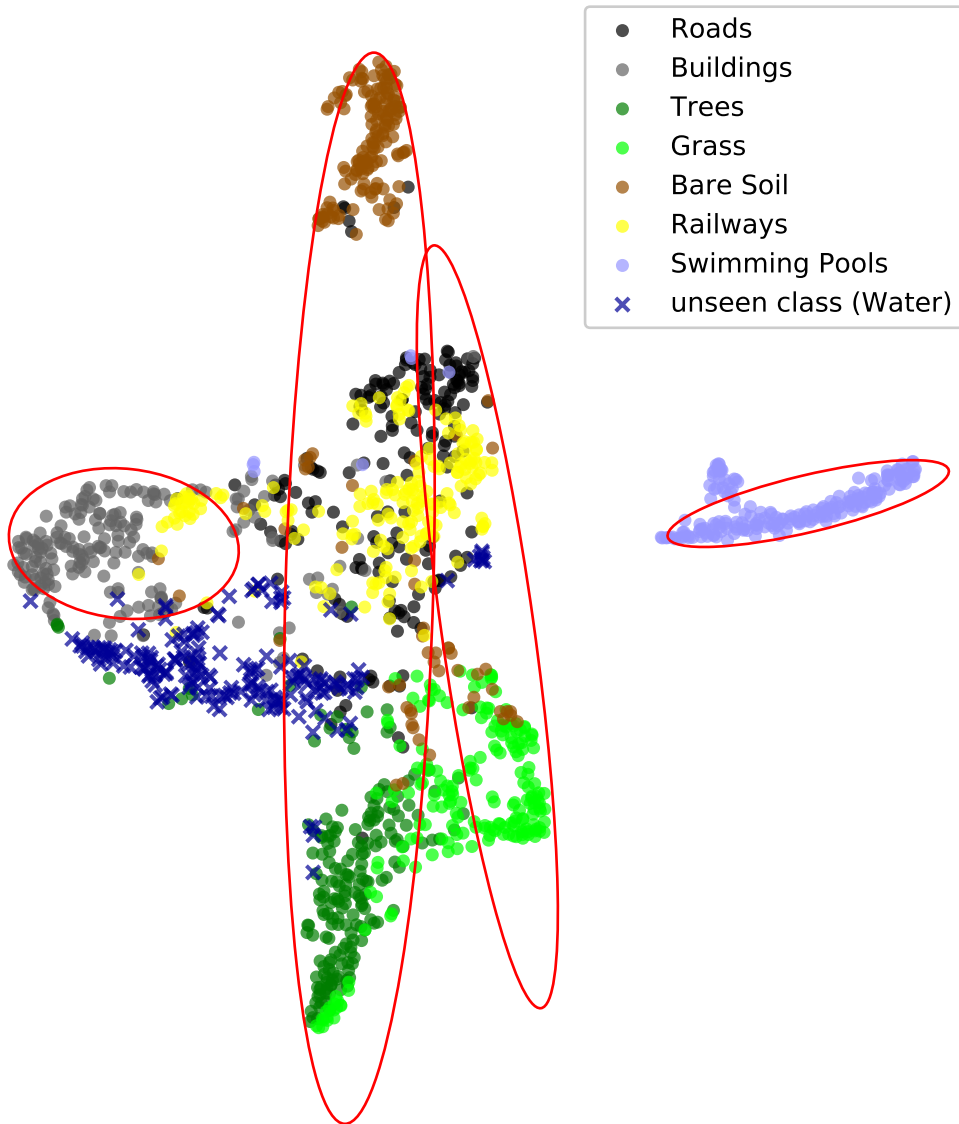 Roads
Buildings
Trees
Grass
Bare Soil
Railways
Swimming Pools
unseen class (Water)